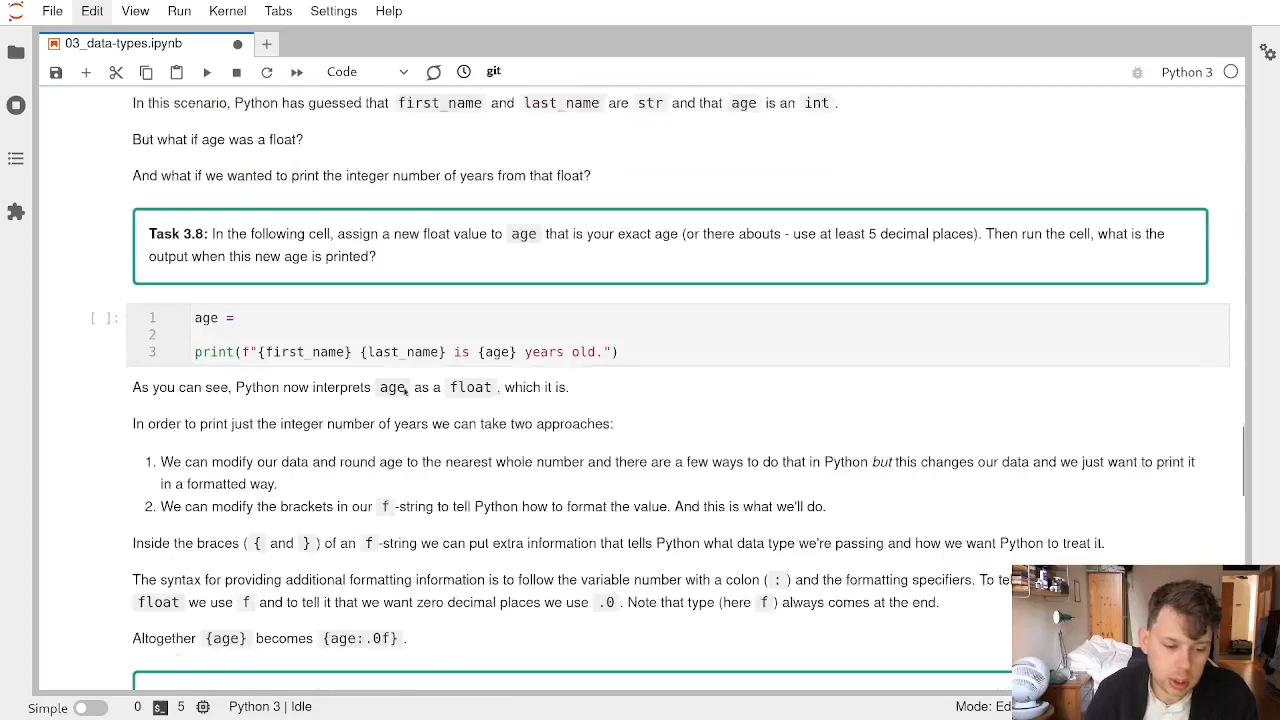 File Edit View Run Kernel Tabs Settings Help
03_data-types.ipynb
Code git Python 3
In this scenario, Python has guessed that first_name and last_name are str and that age is an int.
But what if age was a float?
And what if we wanted to print the integer number of years from that float?
Task 3.8: In the following cell, assign a new float value to age that is your exact age (or there abouts - use at least 5 decimal places). Then run the cell, what is the
output when this new age is printed?
[ ]: 1 age =
2
3 print(f"{first_name} {last_name} is {age} years old.")
As you can see, Python now interprets age as a float, which it is.
In order to print just the integer number of years we can take two approaches:
1. We can modify our data and round age to the nearest whole number and there are a few ways to do that in Python but this changes our data and we just want to print it
in a formatted way.
2. We can modify the brackets in our f-string to tell Python how to format the value. And this is what we'll do.
Inside the braces ( { and } ) of an f-string we can put extra information that tells Python what data type we're passing and how we want Python to treat it.
The syntax for providing additional formatting information is to follow the variable number with a colon ( : ) and the formatting specifiers. To
float we use f and to tell it that we want zero decimal places we use .0. Note that type (here f ) always comes at the end.
Altogether {age} becomes {age:.0f}.
Simple 0 $_ 5 Python 3 | Idle Mode: